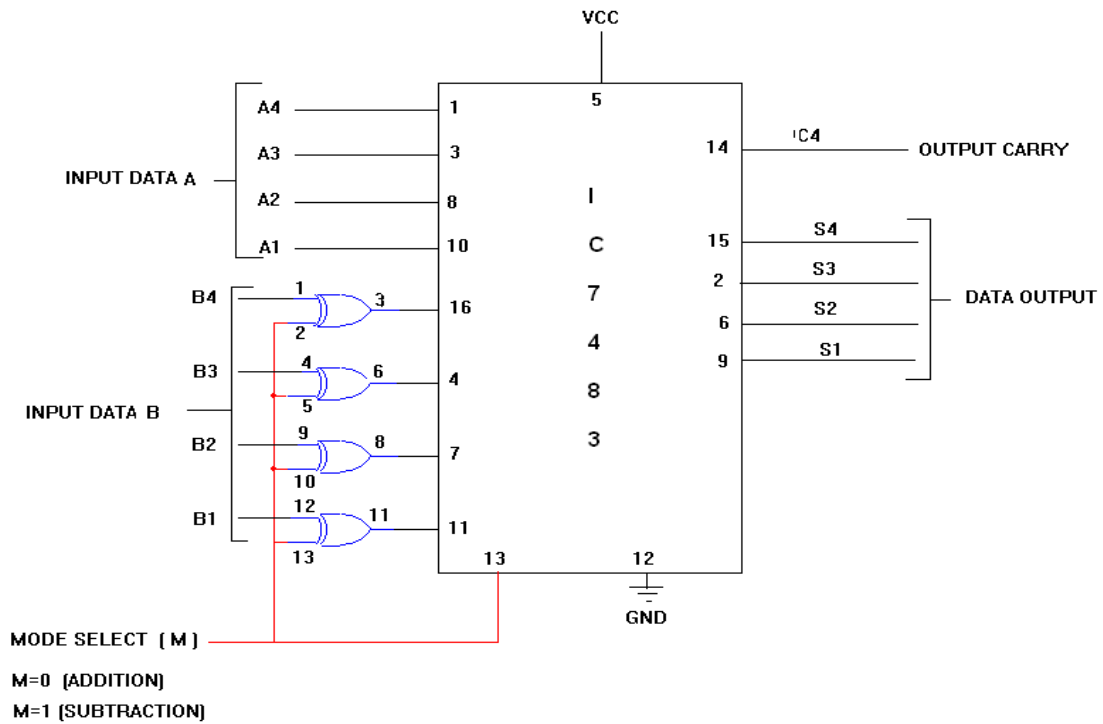 VCC
5
A4
1
A3
3
A2
8
A1
10
INPUT DATA A
14
'C4
OUTPUT CARRY
I
C
7
4
8
3
15
S4
2
S3
6
S2
9
S1
DATA OUTPUT
B4
1
2
3
16
B3
4
5
6
4
INPUT DATA B
B2
9
10
8
7
B1
12
13
11
11
13
12
GND
MODE SELECT ( M )
M=0 (ADDITION)
M=1 (SUBTRACTION)